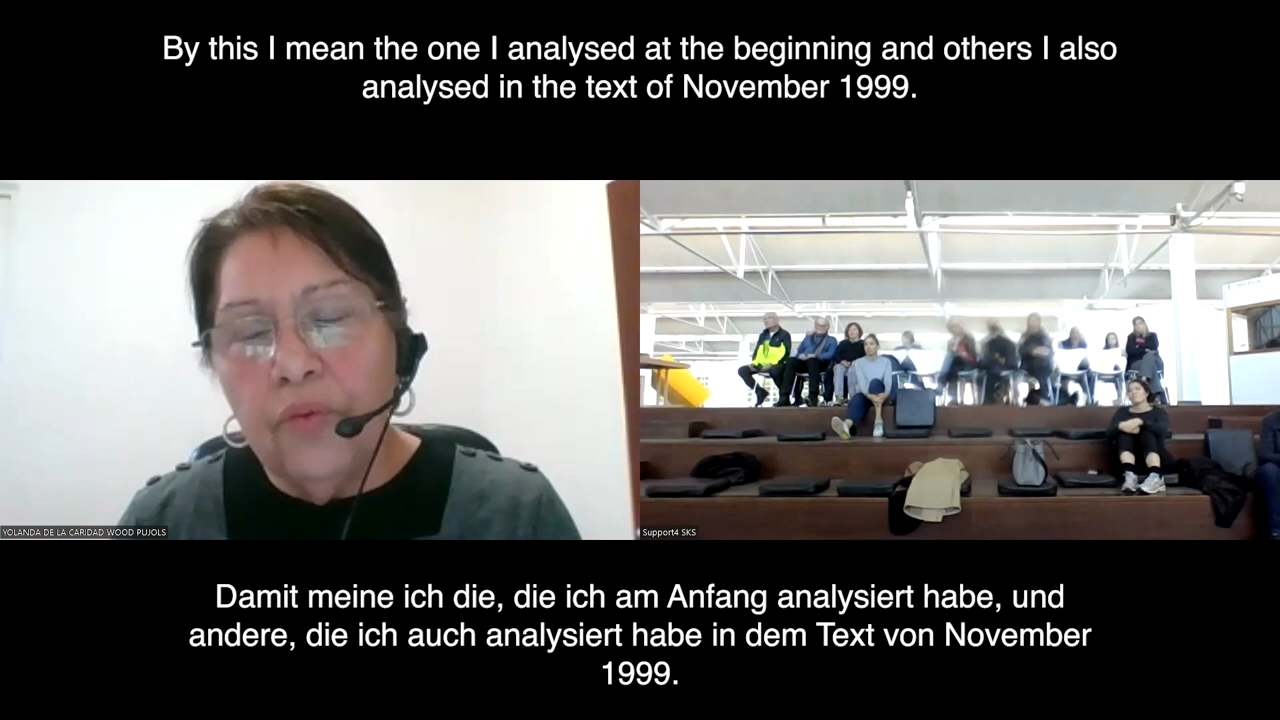 By this I mean the one I analysed at the beginning and others I also
analysed in the text of November 1999.
YOLANDA DE LA CARIDAD WOOD PUJOLS
Support4 SKS
Damit meine ich die, die ich am Anfang analysiert habe, und
andere, die ich auch analysiert habe in dem Text von November
1999.